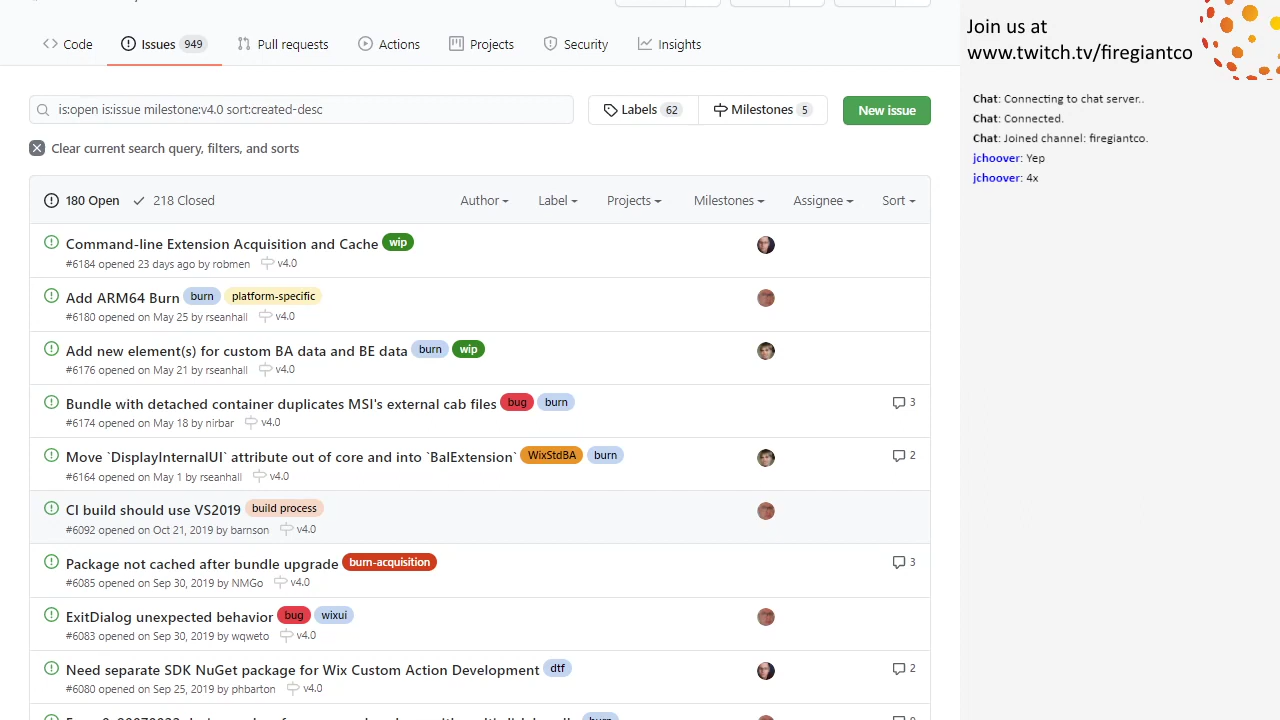 Code Issues 949 Pull requests Actions Projects Security Insights
is:open is:issue milestone:v4.0 sort:created-desc
Labels 62 Milestones 5 New issue
Clear current search query, filters, and sorts
180 Open 218 Closed Author Label Projects Milestones Assignee Sort
Command-line Extension Acquisition and Cache wip
#6184 opened 23 days ago by robmen v4.0
Add ARM64 Burn burn platform-specific
#6180 opened on May 25 by rseanhall v4.0
Add new element(s) for custom BA data and BE data burn wip
#6176 opened on May 21 by rseanhall v4.0
Bundle with detached container duplicates MSI's external cab files bug burn 3
#6174 opened on May 18 by nirbar v4.0
Move `DisplayInternalUI` attribute out of core and into `BalExtension` WixStdBA burn 2
#6164 opened on May 1 by rseanhall v4.0
CI build should use VS2019 build process
#6092 opened on Oct 21, 2019 by barnson v4.0
Package not cached after bundle upgrade burn-acquisition 3
#6085 opened on Sep 30, 2019 by NMGo v4.0
ExitDialog unexpected behavior bug wixui
#6083 opened on Sep 30, 2019 by wqweto v4.0
Need separate SDK NuGet package for Wix Custom Action Development dtf 2
#6080 opened on Sep 25, 2019 by phbarton v4.0
Join us at
www.twitch.tv/firegiantco
Chat: Connecting to chat server..
Chat: Connected.
Chat: Joined channel: firegiantco.
jchoover: Yep
jchoover: 4x